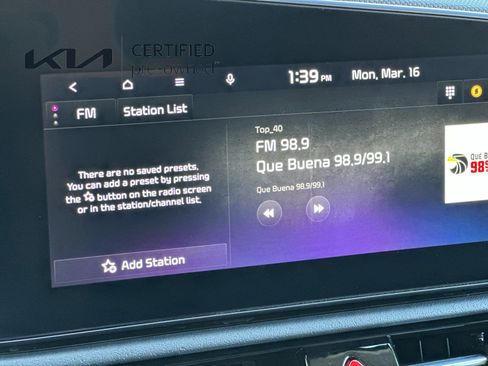 KIA CERTIFIED
pre-owned
1:39 PM Mon, Mar. 16
FM Station List
There are no saved presets.
You can add a preset by pressing
the button on the radio screen
or in the station/channel list.
Add Station
Top_40
FM 98.9
Que Buena 98.9/99.1
Que Buena 98.9/99.1
QUE BU